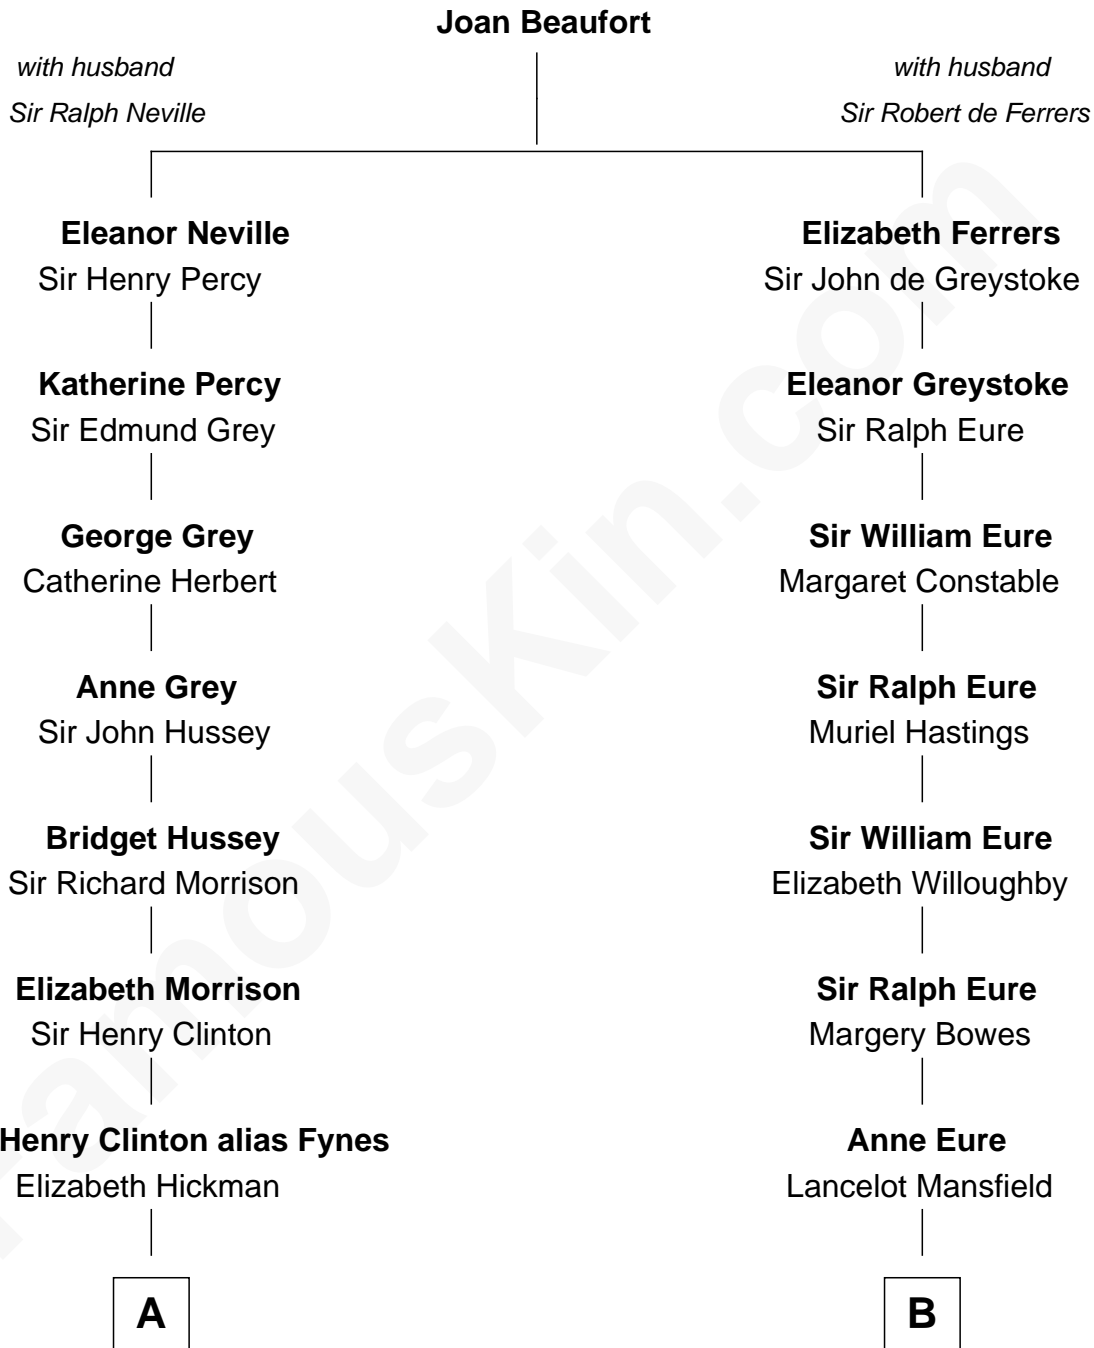 Joan Beaufort
with husband
Sir Ralph Neville
with husband
Sir Robert de Ferrers
Eleanor Neville
Sir Henry Percy
Elizabeth Ferrers
Sir John de Greystoke
Katherine Percy
Sir Edmund Grey
Eleanor Greystoke
Sir Ralph Eure
George Grey
Catherine Herbert
Sir William Eure
Margaret Constable
Anne Grey
Sir John Hussey
Sir Ralph Eure
Muriel Hastings
Bridget Hussey
Sir Richard Morrison
Sir William Eure
Elizabeth Willoughby
Elizabeth Morrison
Sir Henry Clinton
Sir Ralph Eure
Margery Bowes
Henry Clinton alias Fynes
Elizabeth Hickman
Anne Eure
Lancelot Mansfield
A
B
FamousKin.com